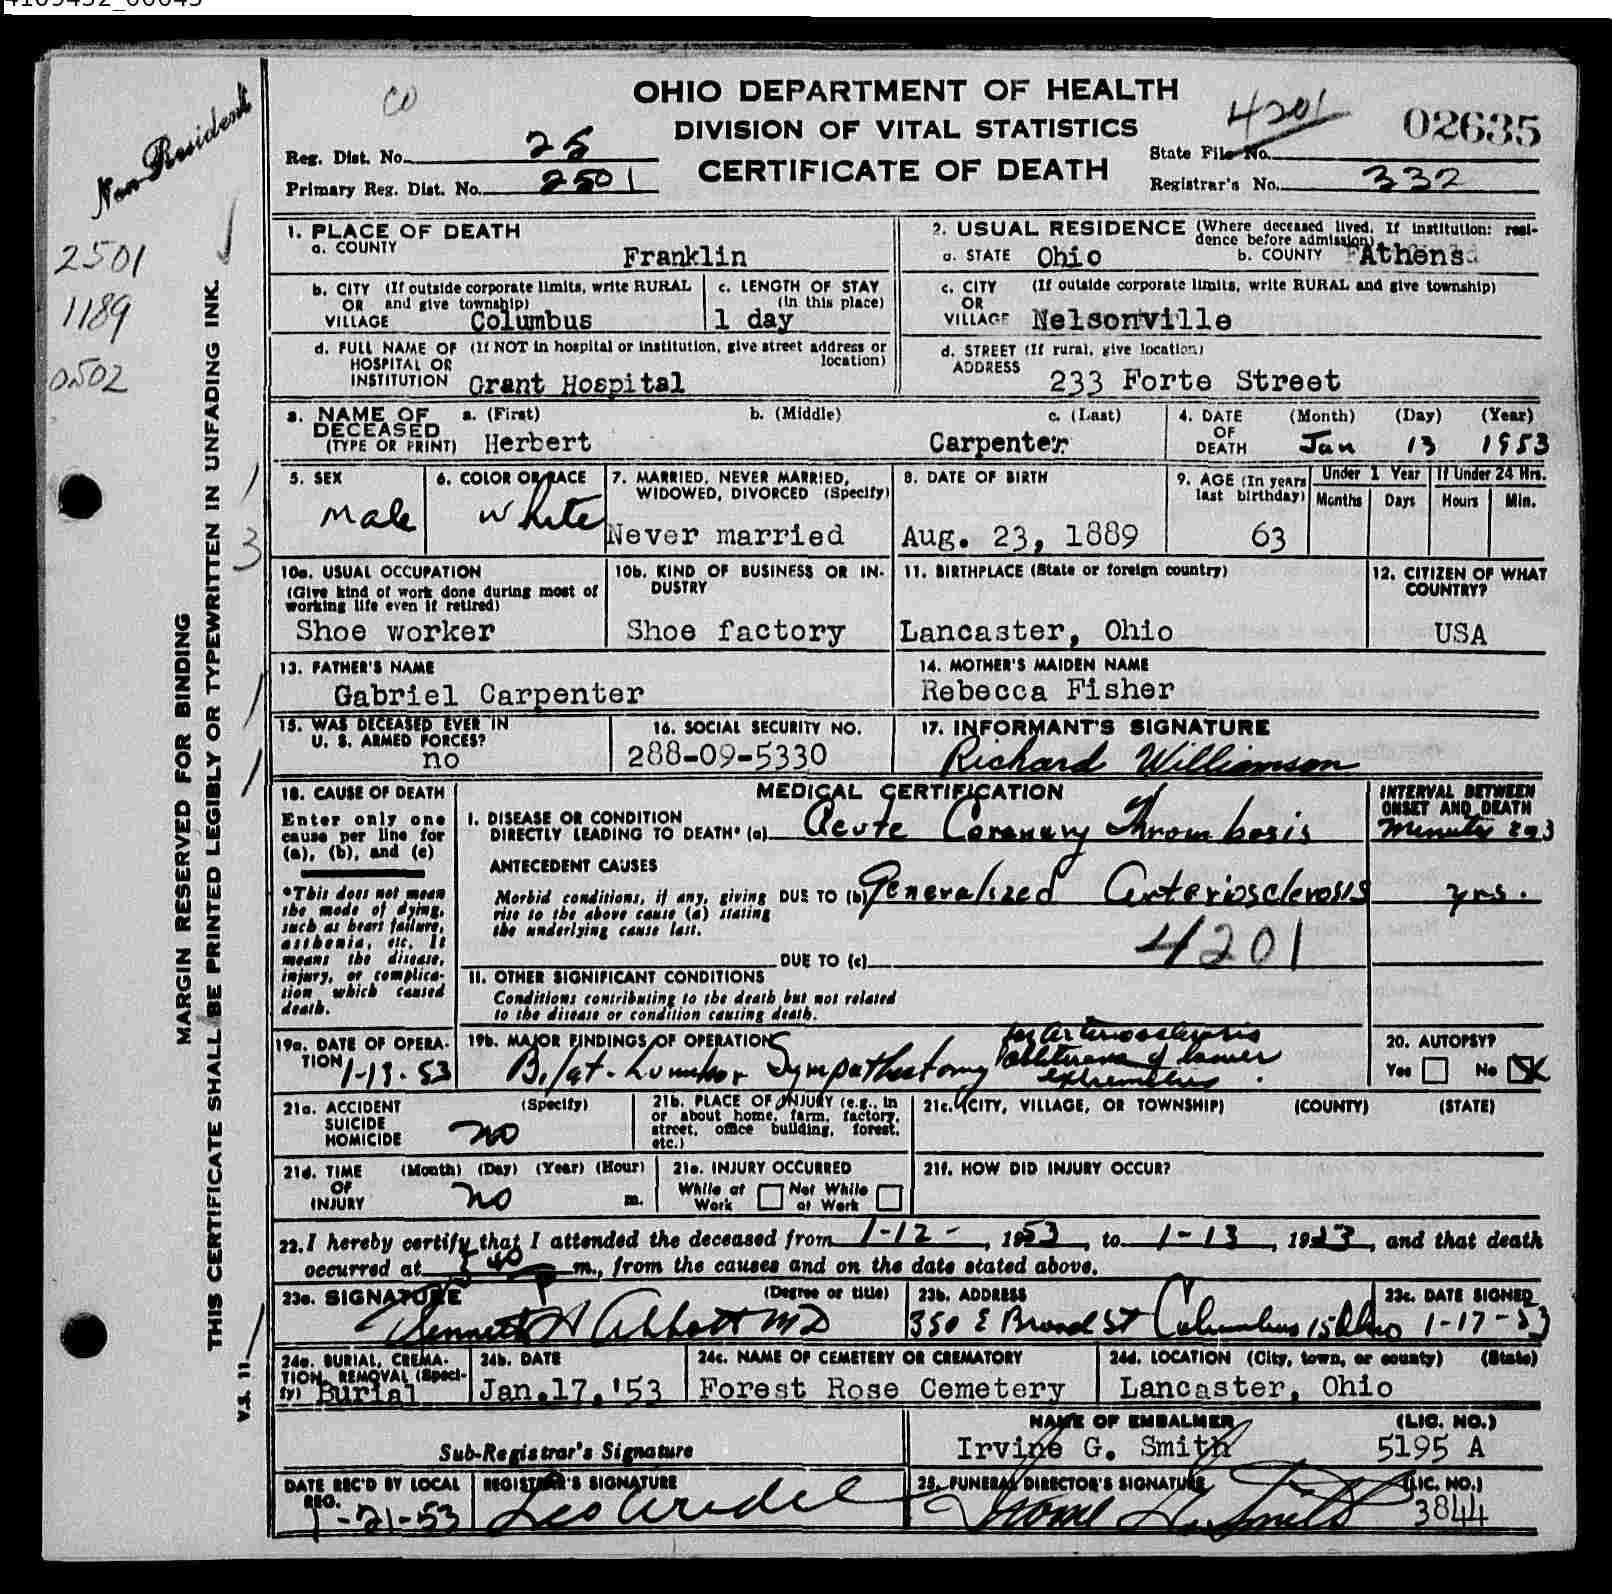 Non-Resident
2501
1189
0502
MARGIN RESERVED FOR BINDING
THIS CERTIFICATE SHALL BE PRINTED LEGIBLY OR TYPEWRITTEN IN UNFADING INK.
V.S. 11
3
CO
OHIO DEPARTMENT OF HEALTH
DIVISION OF VITAL STATISTICS
CERTIFICATE OF DEATH
Reg. Dist. No. 25
Primary Reg. Dist. No. 2501
4201
02635
State File No.
Registrar's No. 332
1. PLACE OF DEATH
a. COUNTY Franklin
b. CITY (If outside corporate limits, write RURAL
OR and give township)
VILLAGE Columbus
c. LENGTH OF STAY
(in this place)
1 day
d. FULL NAME OF (If NOT in hospital or institution, give street address or
HOSPITAL OR location)
INSTITUTION Grant Hospital
2. USUAL RESIDENCE (Where deceased lived. If institution: resi-
dence before admission)
a. STATE Ohio b. COUNTY Athens
c. CITY (If outside corporate limits, write RURAL and give township)
OR
VILLAGE Nelsonville
d. STREET (If rural, give location)
ADDRESS 233 Forte Street
3. NAME OF a. (First) b. (Middle) c. (Last)
DECEASED
(TYPE OR PRINT) Herbert Carpenter
4. DATE (Month) (Day) (Year)
OF
DEATH Jan 13 1953
5. SEX
Male
6. COLOR OR RACE
White
7. MARRIED, NEVER MARRIED,
WIDOWED, DIVORCED (Specify)
Never married
8. DATE OF BIRTH
Aug. 23, 1889
9. AGE (In years
last birthday)
63
Under 1 Year
Months Days
If Under 24 Hrs.
Hours Min.
10a. USUAL OCCUPATION
(Give kind of work done during most of
working life even if retired)
Shoe worker
10b. KIND OF BUSINESS OR IN-
DUSTRY
Shoe factory
11. BIRTHPLACE (State or foreign country)
Lancaster, Ohio
12. CITIZEN OF WHAT
COUNTRY?
USA
13. FATHER'S NAME
Gabriel Carpenter
14. MOTHER'S MAIDEN NAME
Rebecca Fisher
15. WAS DECEASED EVER IN
U. S. ARMED FORCES?
no
16. SOCIAL SECURITY NO.
288-09-5330
17. INFORMANT'S SIGNATURE
Richard Williamson
18. CAUSE OF DEATH
Enter only one
cause per line for
(a), (b), and (c)
*This does not mean
the mode of dying,
such as heart failure,
asthenia, etc. It
means the disease,
injury, or complica-
tion which caused
death.
MEDICAL CERTIFICATION
I. DISEASE OR CONDITION
DIRECTLY LEADING TO DEATH* (a) Acute Coronary Thrombosis
ANTECEDENT CAUSES
Morbid conditions, if any, giving DUE TO (b) Generalized Arteriosclerosis
rise to the above cause (a) stating
the underlying cause last.
4201
DUE TO (c)
II. OTHER SIGNIFICANT CONDITIONS
Conditions contributing to the death but not related
to the disease or condition causing death.
INTERVAL BETWEEN
ONSET AND DEATH
Minutes
yrs.
19a. DATE OF OPERA-
TION 1-13-53
19b. MAJOR FINDINGS OF OPERATION
Bilat. Lumbar Sympathectomy
for Arteriosclerosis
obliterans of lower
extremities.
20. AUTOPSY?
Yes No
21a. ACCIDENT (Specify)
SUICIDE
HOMICIDE no
21b. PLACE OF INJURY (e.g., in
or about home, farm, factory,
street, office building, forest,
etc.)
21c. (CITY, VILLAGE, OR TOWNSHIP) (COUNTY) (STATE)
21d. TIME (Month) (Day) (Year) (Hour)
OF
INJURY no m.
21e. INJURY OCCURRED
While at Not While
Work at Work
21f. HOW DID INJURY OCCUR?
22. I hereby certify that I attended the deceased from 1-12-, 1953, to 1-13, 1953, and that death
occurred at 5 40 p m., from the causes and on the date stated above.
23a. SIGNATURE (Degree or title)
Kenneth H Abbott MD
23b. ADDRESS
350 E Broad St Columbus 15 Ohio
23c. DATE SIGNED
1-17-53
24a. BURIAL, CREMA-
TION, REMOVAL (Speci-
fy) Burial
24b. DATE
Jan.17,'53
24c. NAME OF CEMETERY OR CREMATORY
Forest Rose Cemetery
24d. LOCATION (City, town, or county) (State)
Lancaster, Ohio
Sub-Registrar's Signature
NAME OF EMBALMER (LIC. NO.)
Irvine G. Smith 5195 A
DATE REC'D BY LOCAL
REG.
1-21-53
REGISTRAR'S SIGNATURE
25. FUNERAL DIRECTOR'S SIGNATURE (LIC. NO.)
3844